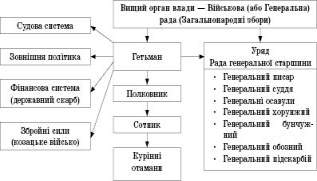 Вищий орган влади — Військова (або Генеральна)
рада (Загальнонародні збори)
Судова система
Зовнішня політика
Фінансова система
(державний скарб)
Збройні сили
(козацьке військо)
Гетьман
Полковник
Сотник
Курінні
отамани
Уряд
Рада генеральної старшини
• Генеральний писар
• Генеральний суддя
• Генеральні осавули
• Генеральний хорунжий
• Генеральний бунчуж-
ний
• Генеральний обозний
• Генеральний підскарбій